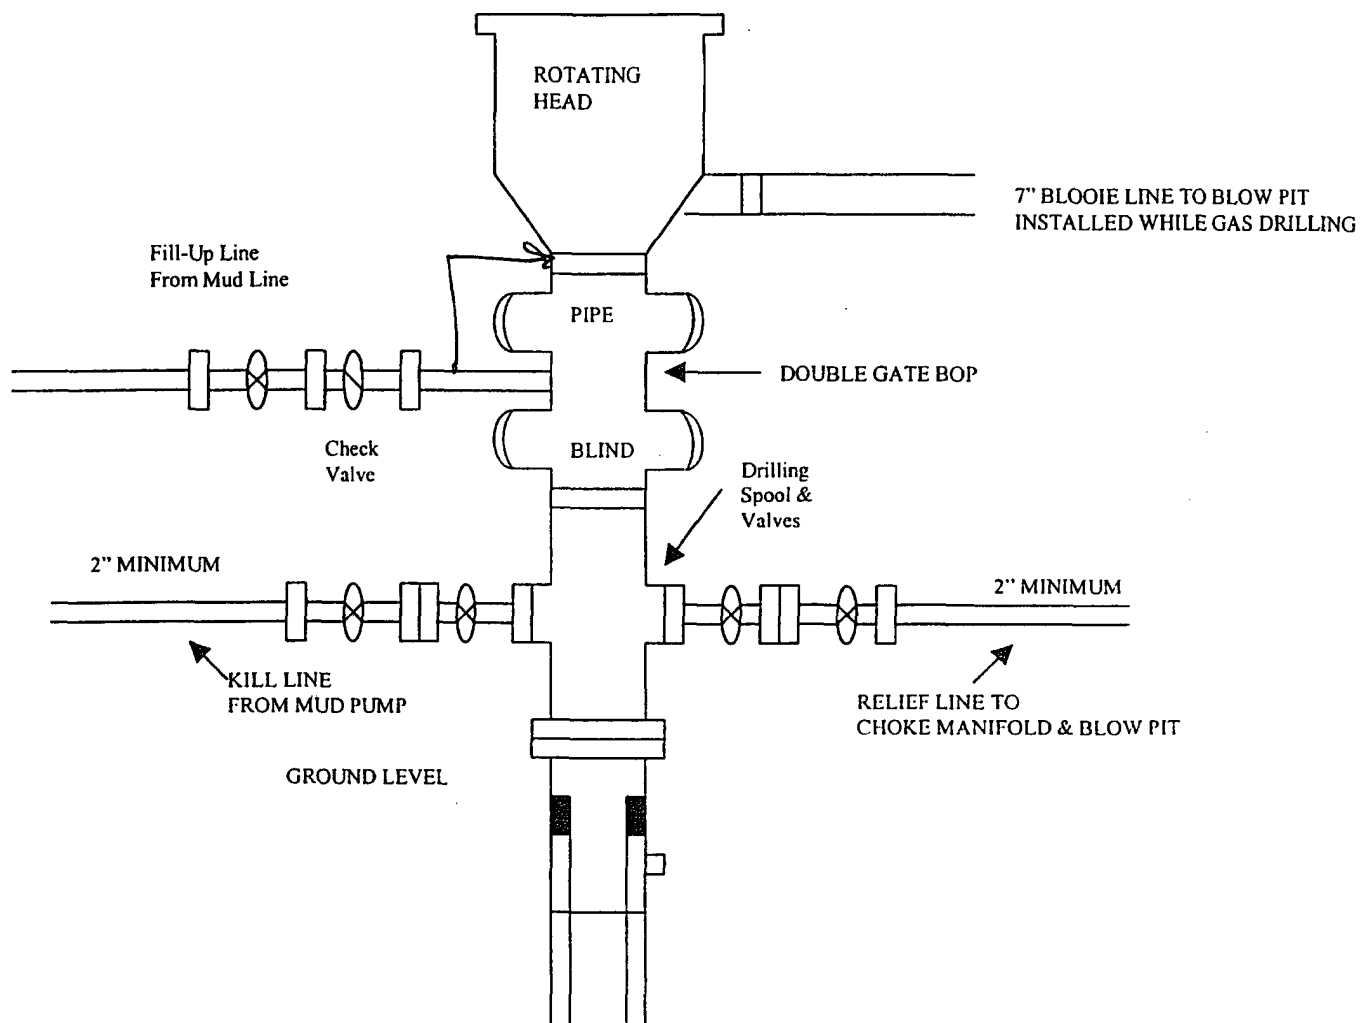 ROTATING
HEAD
7” BLOOIE LINE TO BLOW PIT
INSTALLED WHILE GAS DRILLING
Fill-Up Line
From Mud Line
PIPE
DOUBLE GATE BOP
Check
Valve
BLIND
Drilling
Spool &
Valves
2” MINIMUM
2” MINIMUM
KILL LINE
FROM MUD PUMP
RELIEF LINE TO
CHOKE MANIFOLD & BLOW PIT
GROUND LEVEL